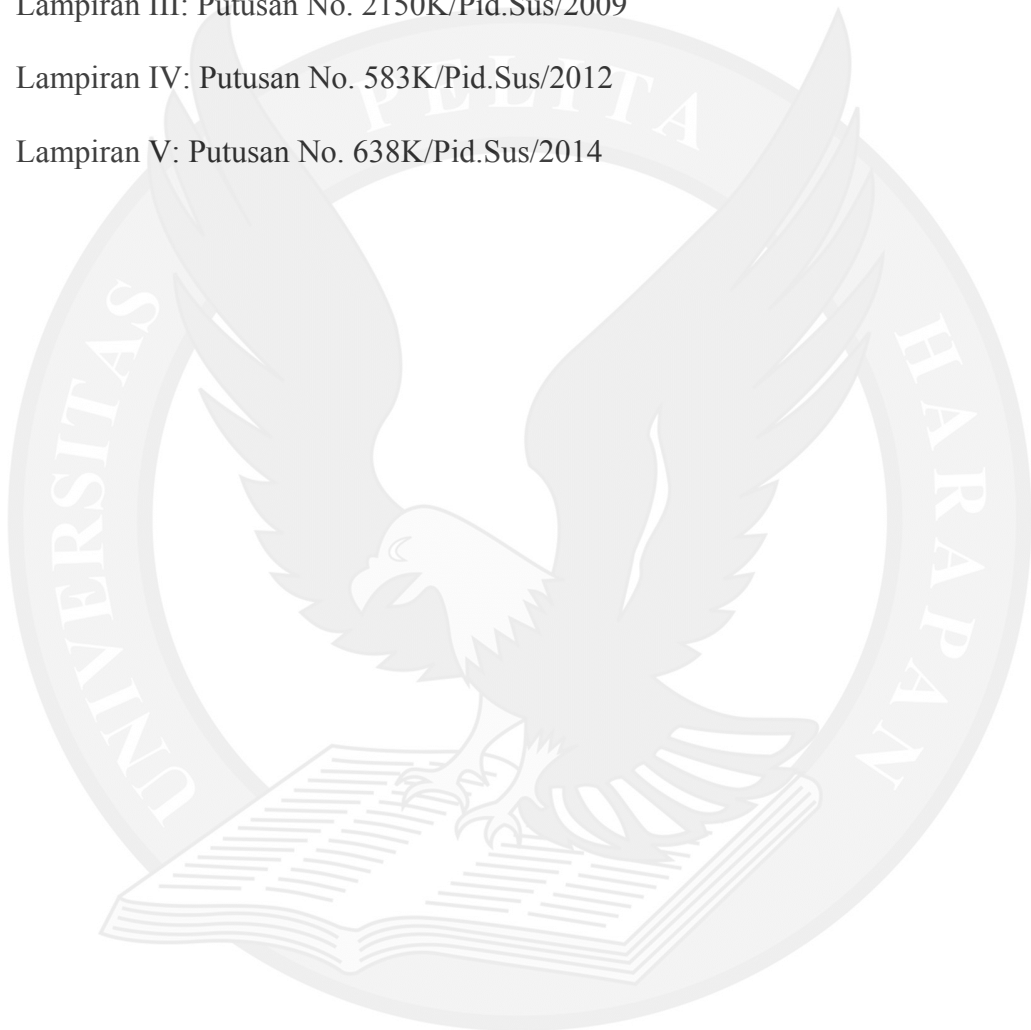 Lampiran III: Putusan No. 2150K/Pid.Sus/2009
Lampiran IV: Putusan No. 583K/Pid.Sus/2012
Lampiran V: Putusan No. 638K/Pid.Sus/2014
UNIVERSITAS PELITA HARAPAN